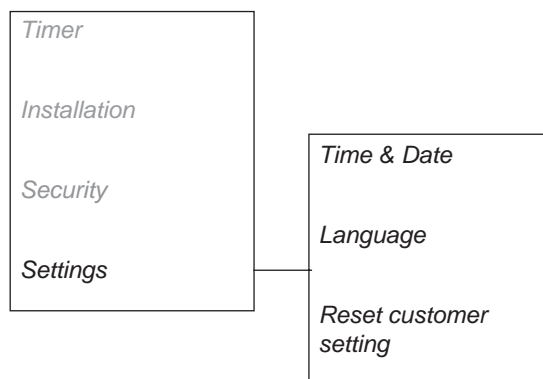 Timer
Installation
Security
Settings
Time & Date
Language
Reset customer
setting